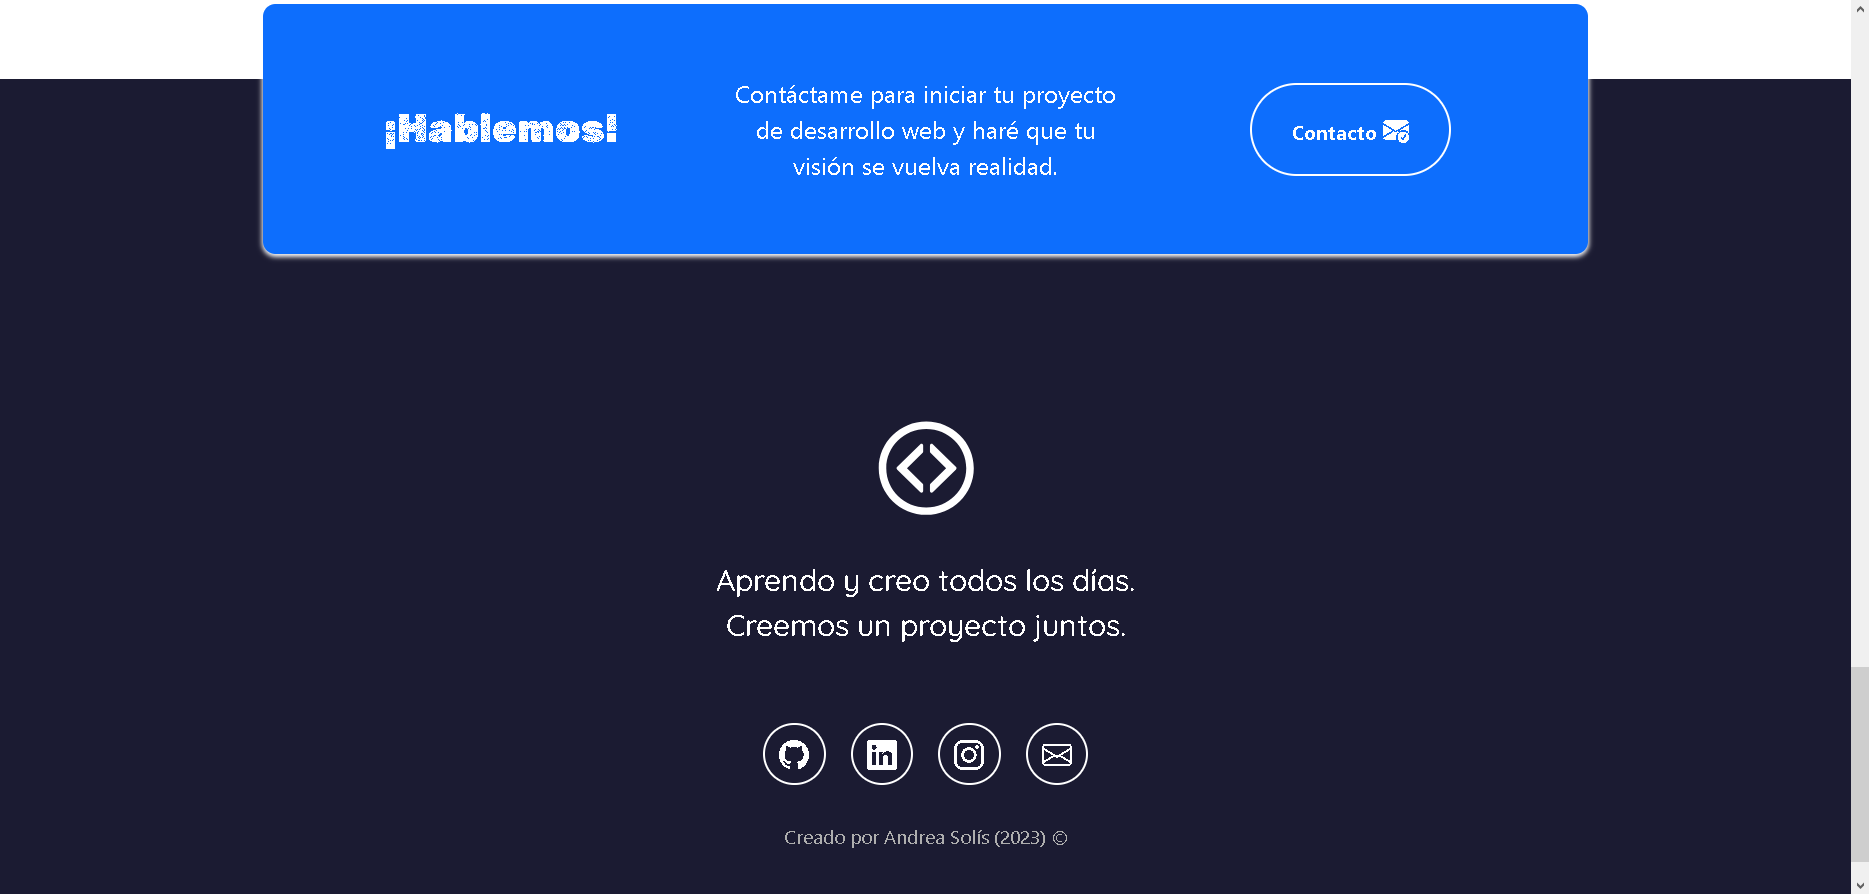 ¡Hablemos!
Contáctame para iniciar tu proyecto
de desarrollo web y haré que tu
visión se vuelva realidad.
Contacto
Aprendo y creo todos los días.
Creemos un proyecto juntos.
Creado por Andrea Solís (2023) ©